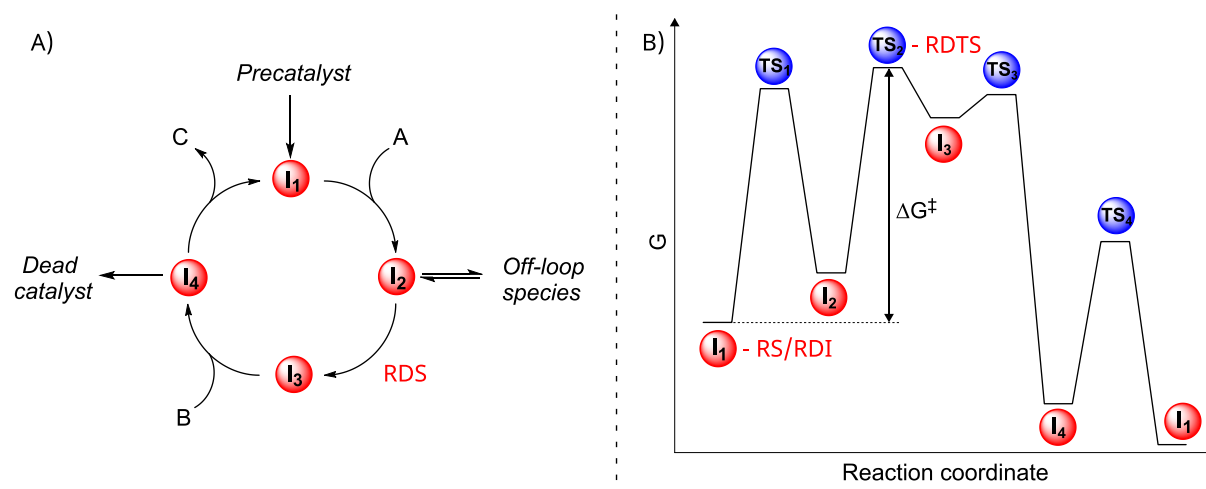 A)
Precatalyst
C
A
I₁
Dead
catalyst
I₄
I₂
Off-loop
species
I₃
RDS
B
B)
TS₁
TS₂ - RDTS
TS₃
I₃
ΔG‡
G
TS₄
I₂
I₁ - RS/RDI
I₄
I₁
Reaction coordinate